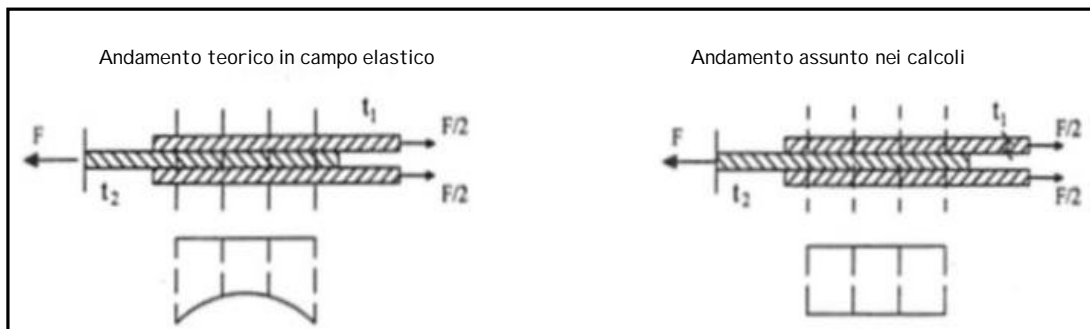 Andamento teorico in campo elastico
Andamento assunto nei calcoli
t₁
F
F/2
t₂
F/2
t₁
F
F/2
t₂
F/2